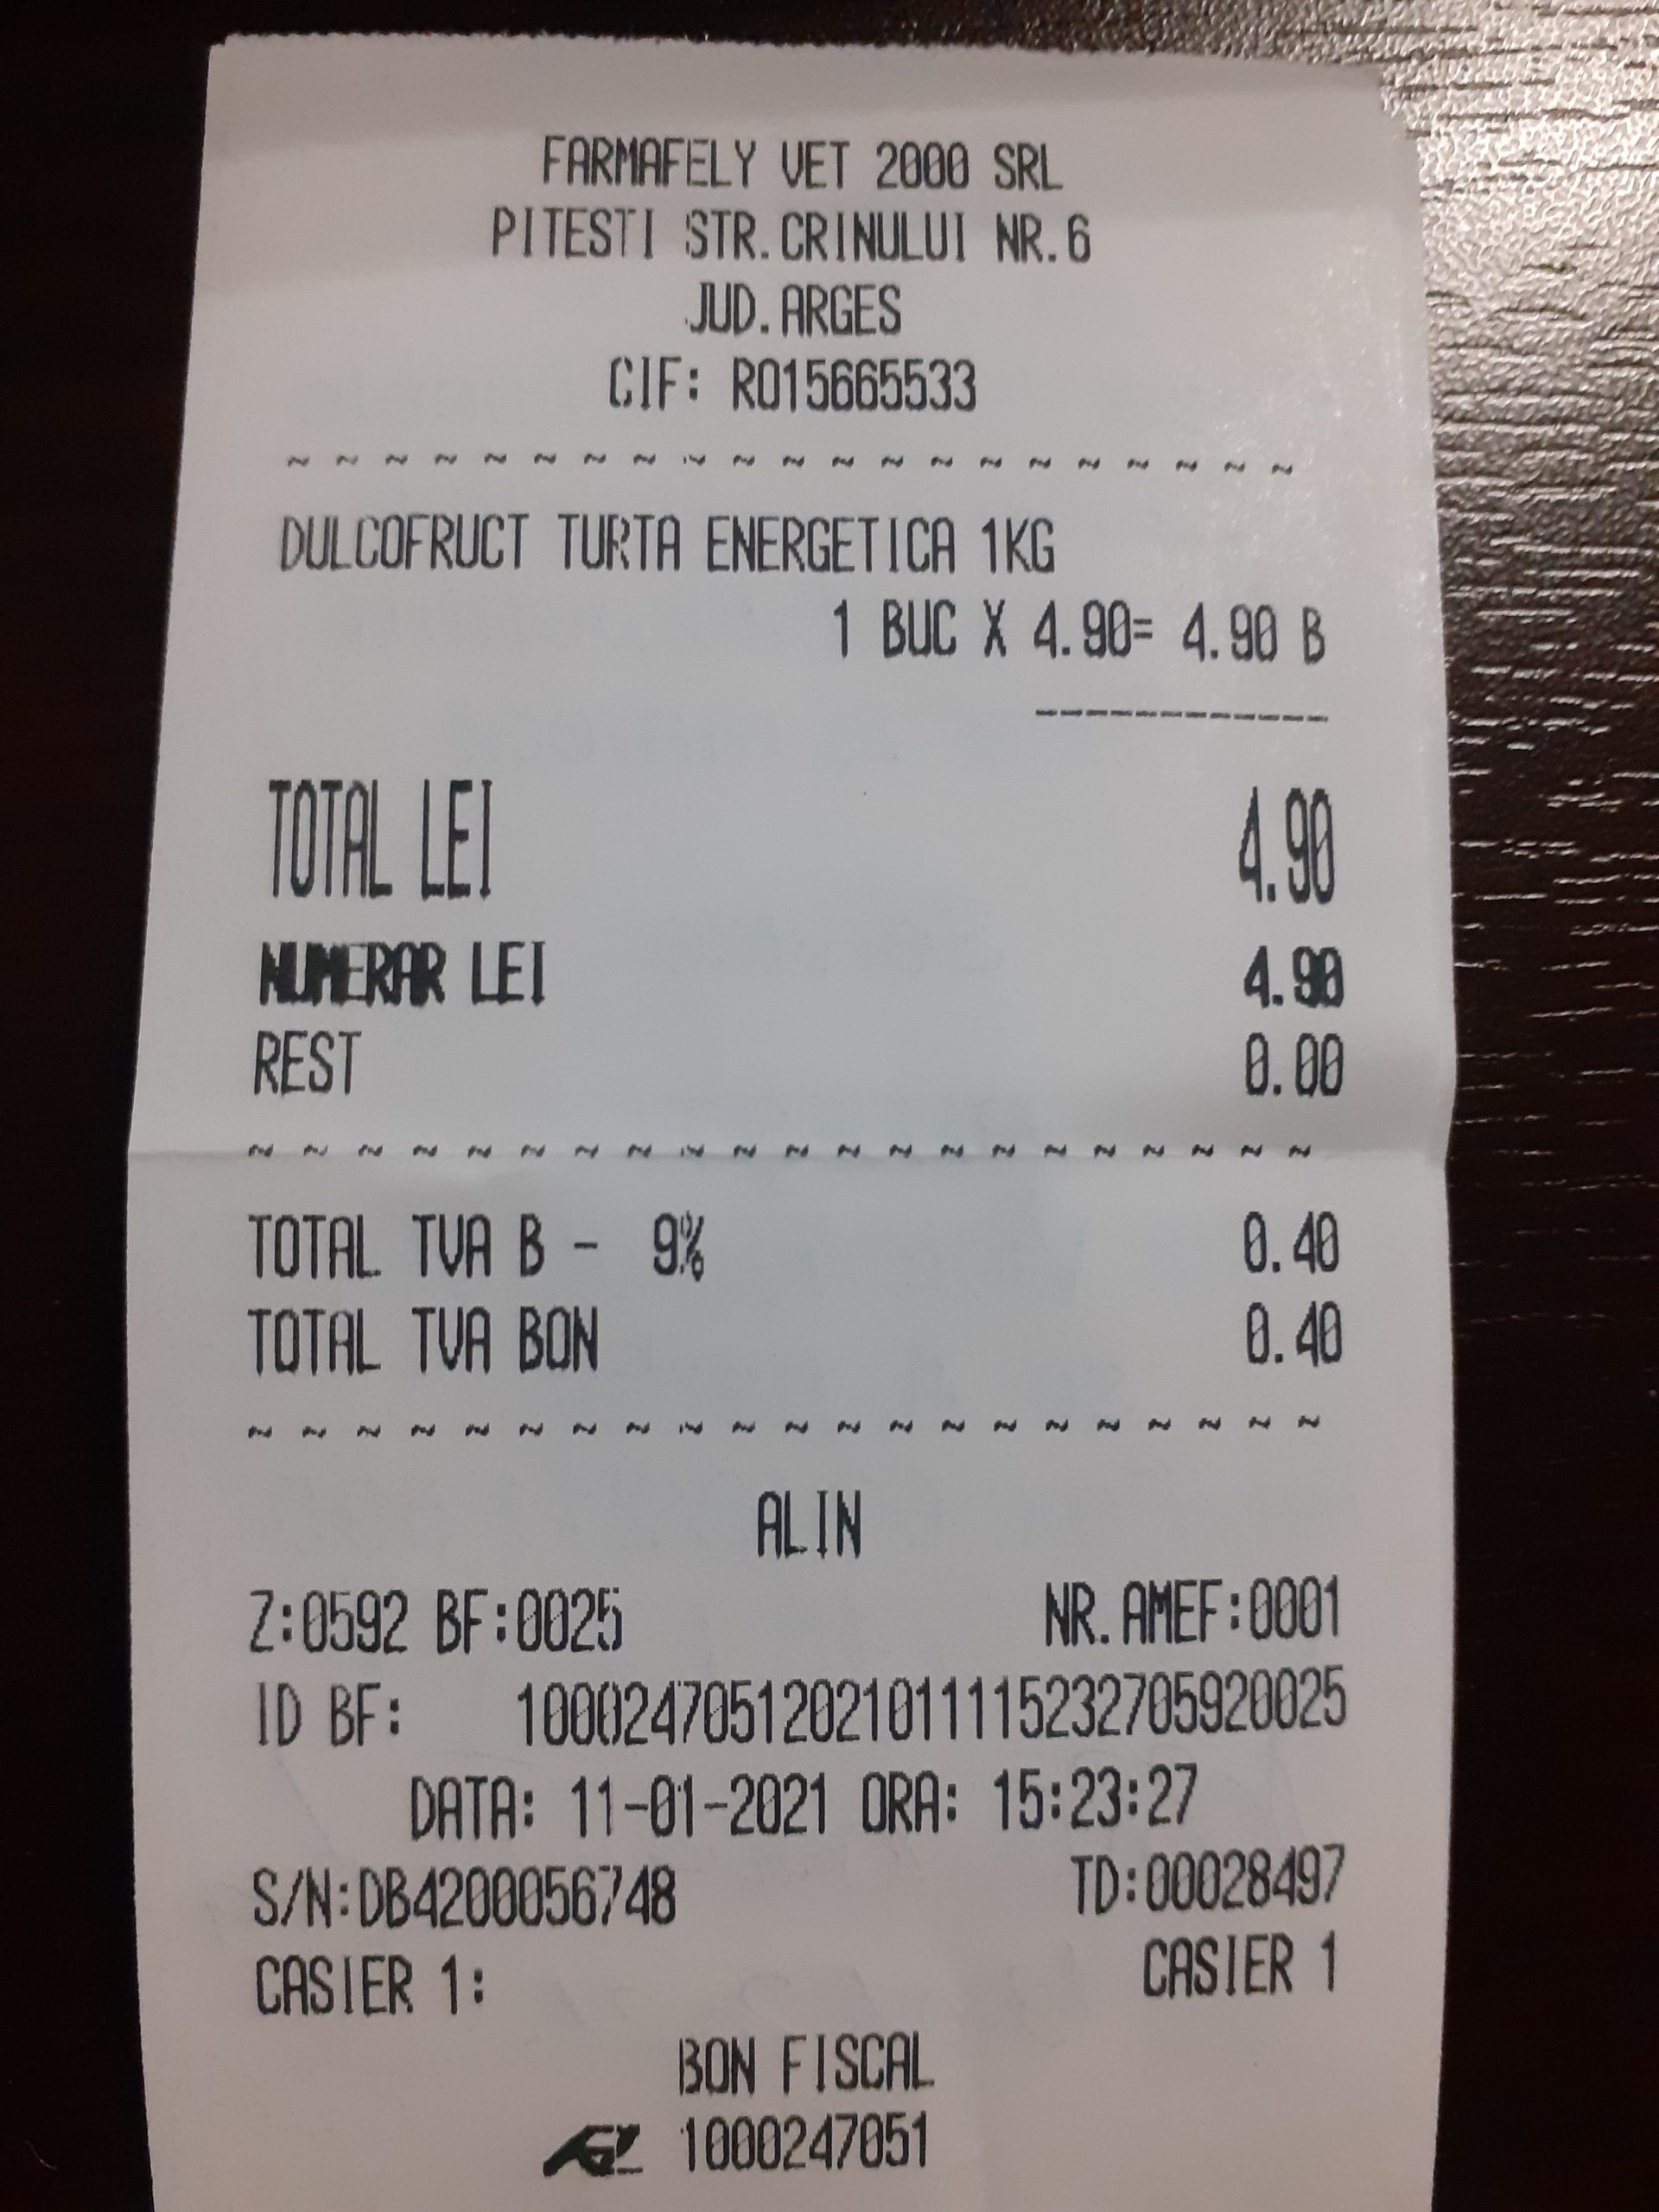 FARMAFELY VET 2000 SRL
PITESTI STR.CRINULUI NR.6
JUD.ARGES
CIF: RO15665533
~ ~ ~ ~ ~ ~ ~ ~ ~ ~ ~ ~ ~ ~ ~ ~ ~ ~ ~ ~ ~
DULCOFRUCT TURTA ENERGETICA 1KG
1 BUC X 4.90= 4.90 B
------------
TOTAL LEI 4.90
NUMERAR LEI 4.90
REST 0.00
~ ~ ~ ~ ~ ~ ~ ~ ~ ~ ~ ~ ~ ~ ~ ~ ~ ~ ~ ~ ~
TOTAL TVA B - 9% 0.40
TOTAL TVA BON 0.40
~ ~ ~ ~ ~ ~ ~ ~ ~ ~ ~ ~ ~ ~ ~ ~ ~ ~ ~ ~ ~
ALIN
Z:0592 BF:0025 NR.AMEF:0001
ID BF: 10002470512021011115232705920025
DATA: 11-01-2021 ORA: 15:23:27
S/N:DB4200056748 TD:00028497
CASIER 1: CASIER 1
BON FISCAL
1000247051